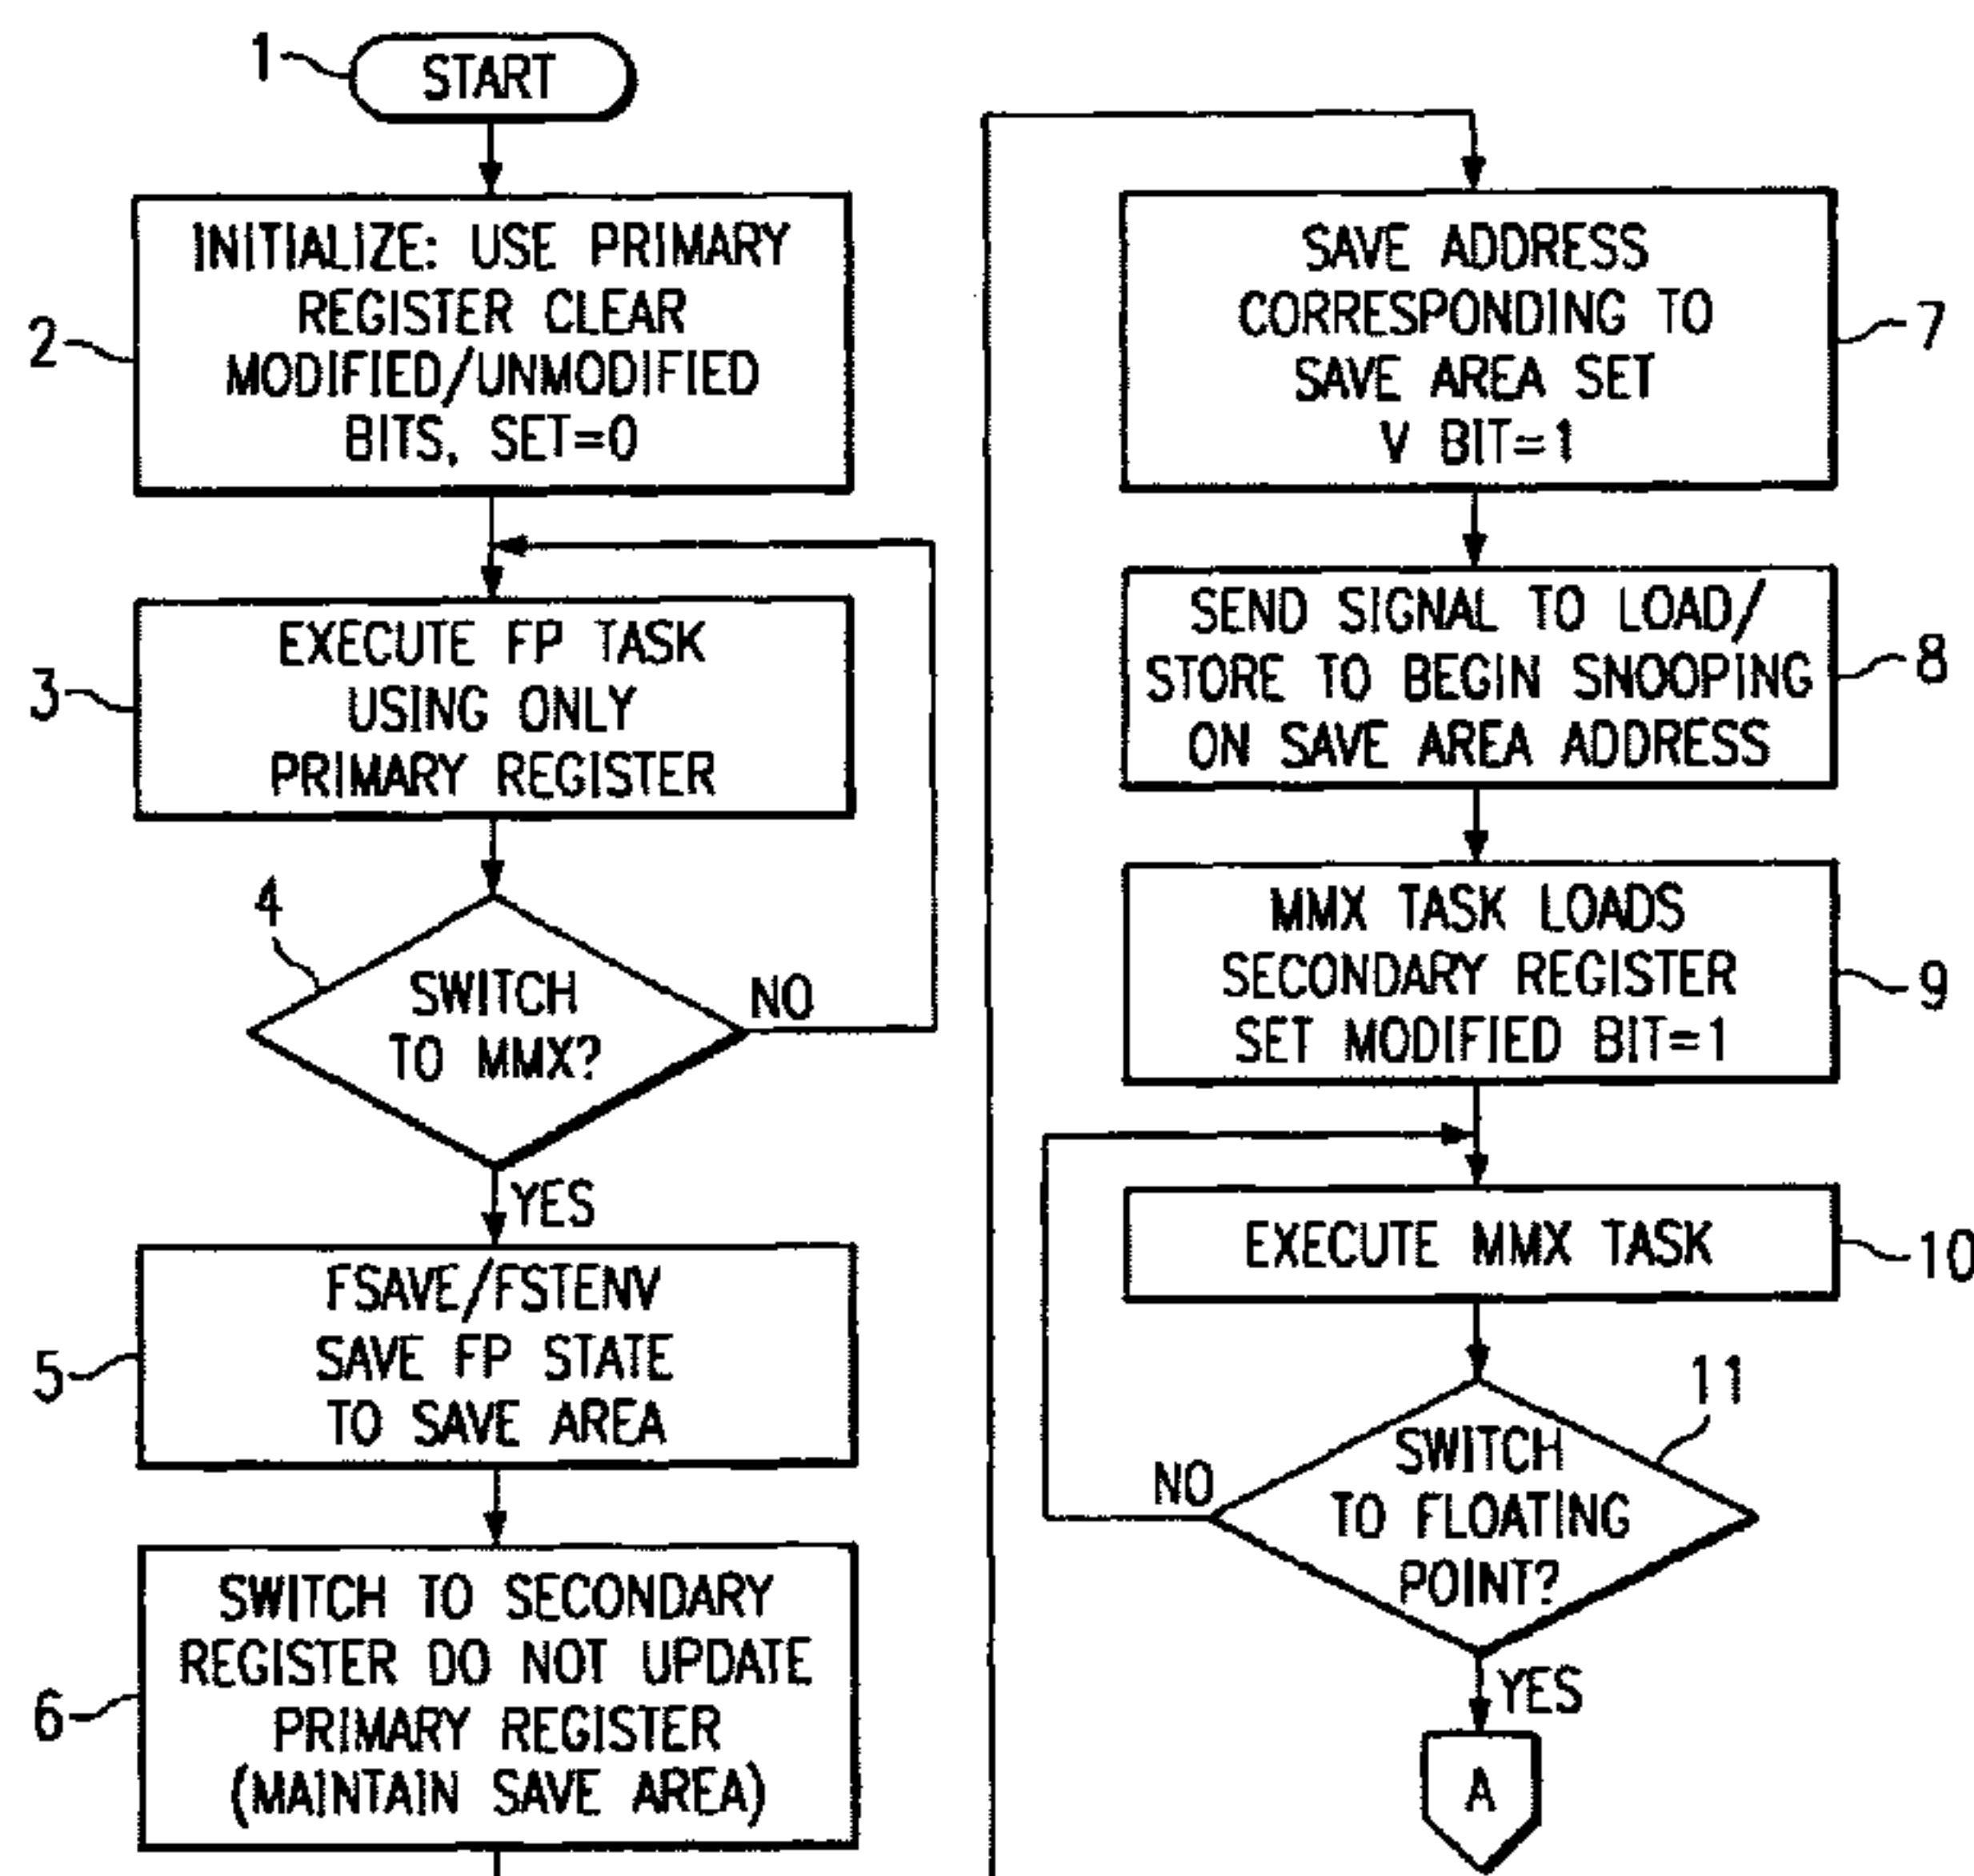 1
START
2
INITIALIZE: USE PRIMARY
REGISTER CLEAR
MODIFIED/UNMODIFIED
BITS, SET=0
3
EXECUTE FP TASK
USING ONLY
PRIMARY REGISTER
4
SWITCH
TO MMX?
NO
YES
5
FSAVE/FSTENV
SAVE FP STATE
TO SAVE AREA
6
SWITCH TO SECONDARY
REGISTER DO NOT UPDATE
PRIMARY REGISTER
(MAINTAIN SAVE AREA)
SAVE ADDRESS
CORRESPONDING TO
SAVE AREA SET
V BIT=1
7
SEND SIGNAL TO LOAD/
STORE TO BEGIN SNOOPING
ON SAVE AREA ADDRESS
8
MMX TASK LOADS
SECONDARY REGISTER
SET MODIFIED BIT=1
9
EXECUTE MMX TASK
10
11
SWITCH
TO FLOATING
POINT?
NO
YES
A